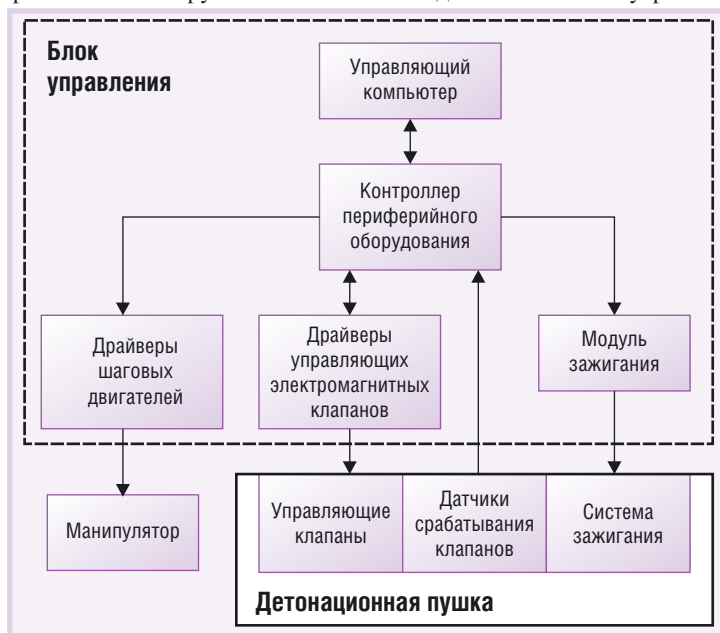 Блок
управления
Управляющий
компьютер
Контроллер
периферийного
оборудования
Драйверы
шаговых
двигателей
Драйверы
управляющих
электромагнитных
клапанов
Модуль
зажигания
Манипулятор
Управляющие
клапаны
Датчики
срабатывания
клапанов
Система
зажигания
Детонационная пушка